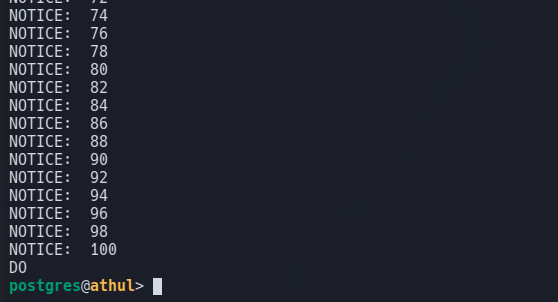 NOTICE:  72
NOTICE:  74
NOTICE:  76
NOTICE:  78
NOTICE:  80
NOTICE:  82
NOTICE:  84
NOTICE:  86
NOTICE:  88
NOTICE:  90
NOTICE:  92
NOTICE:  94
NOTICE:  96
NOTICE:  98
NOTICE:  100
DO
postgres@athul>